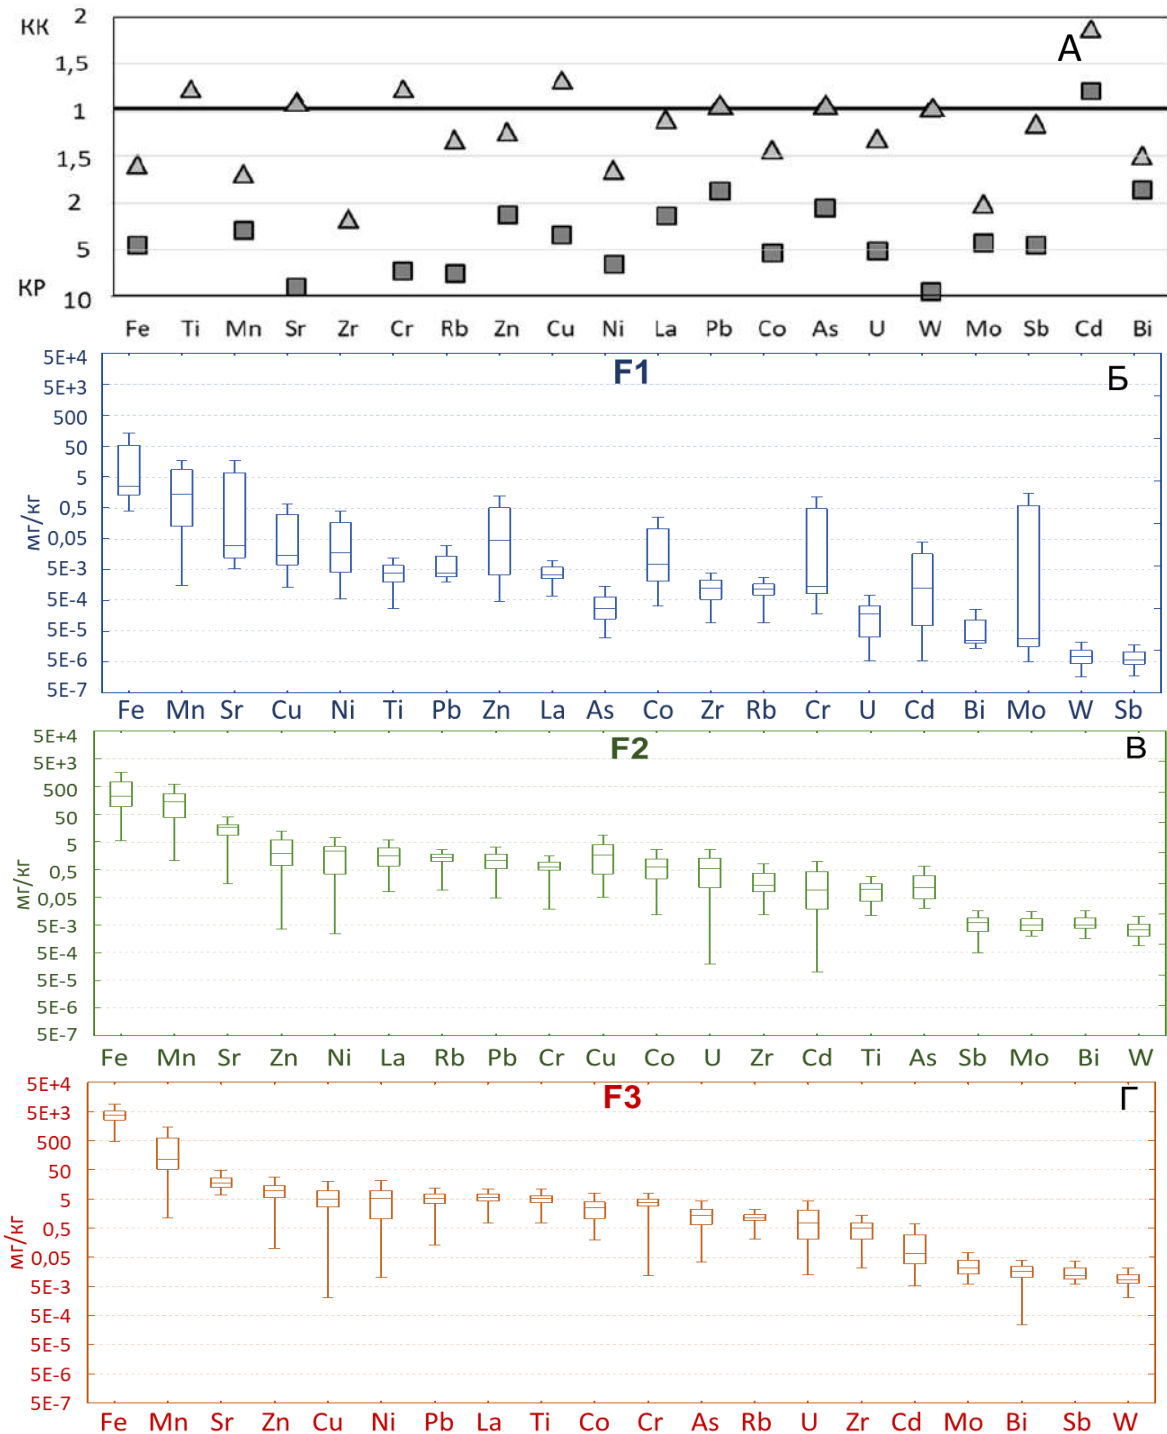 КК
2
А
1,5
1
1,5
2
5
КР
10
Fe Ti Mn Sr Zr Cr Rb Zn Cu Ni La Pb Co As U W Mo Sb Cd Bi
F1
Б
5E+4
5E+3
500
50
5
0,5
0,05
5E-3
5E-4
5E-5
5E-6
5E-7
мг/кг
Fe Mn Sr Cu Ni Ti Pb Zn La As Co Zr Rb Cr U Cd Bi Mo W Sb
F2
В
5E+4
5E+3
500
50
5
0,5
0,05
5E-3
5E-4
5E-5
5E-6
5E-7
мг/кг
Fe Mn Sr Zn Ni La Rb Pb Cr Cu Co U Zr Cd Ti As Sb Mo Bi W
F3
Г
5E+4
5E+3
500
50
5
0,5
0,05
5E-3
5E-4
5E-5
5E-6
5E-7
мг/кг
Fe Mn Sr Zn Cu Ni Pb La Ti Co Cr As Rb U Zr Cd Mo Bi Sb W